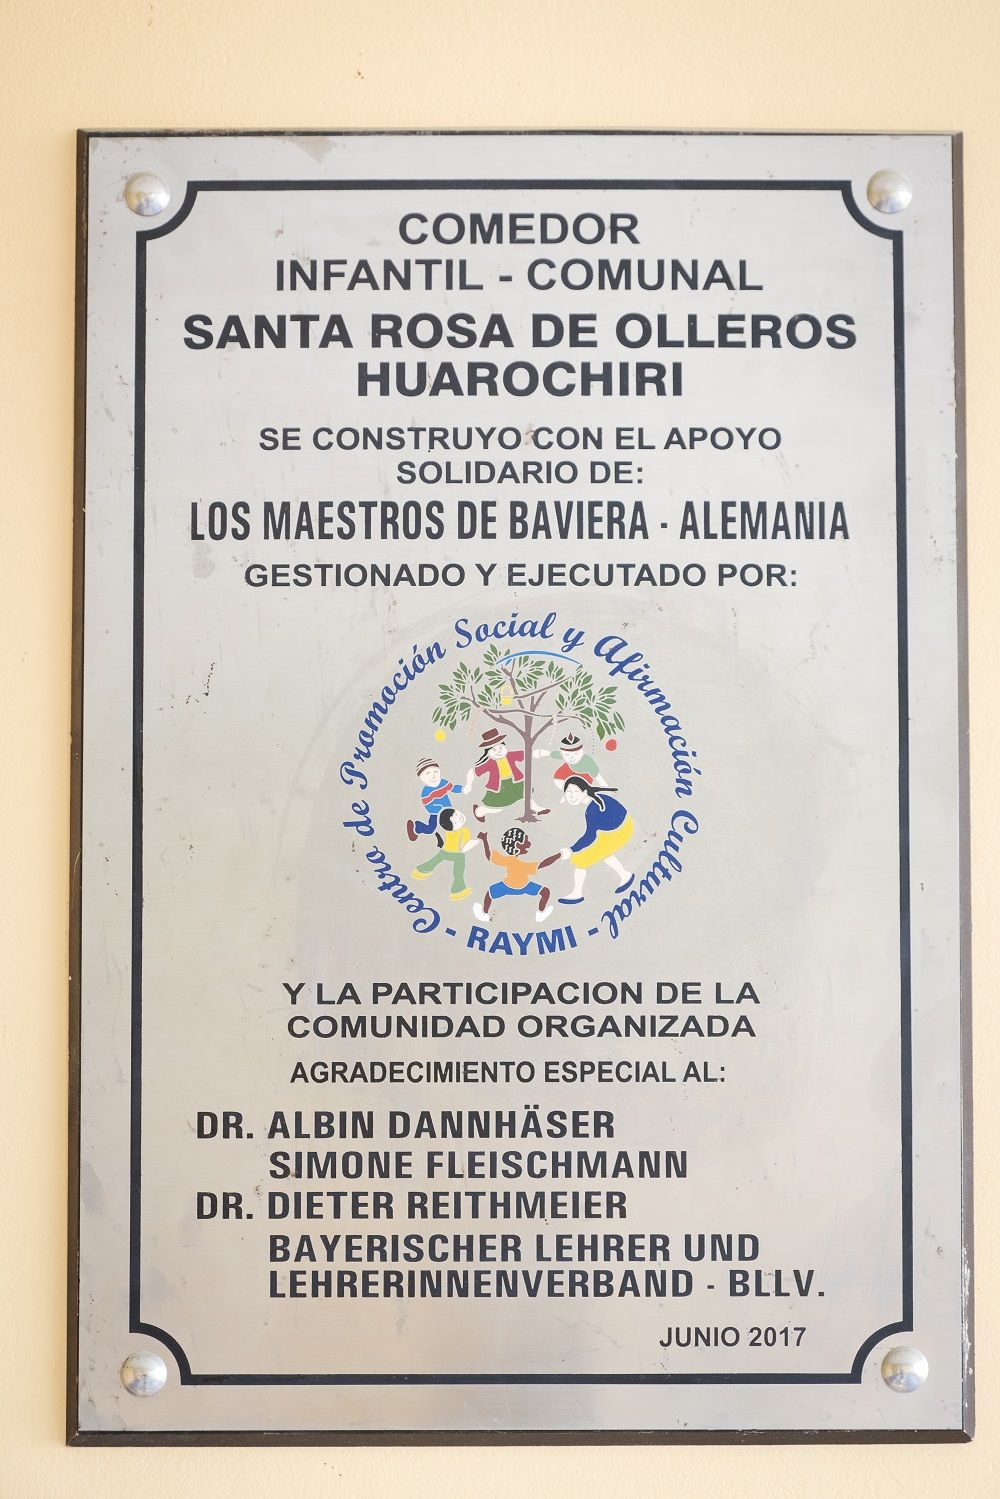 COMEDOR
INFANTIL - COMUNAL
SANTA ROSA DE OLLEROS
HUAROCHIRI
SE CONSTRUYO CON EL APOYO
SOLIDARIO DE:
LOS MAESTROS DE BAVIERA - ALEMANIA
GESTIONADO Y EJECUTADO POR:
Centro de Promoción Social y Afirmación Cultural
- RAYMI -
Y LA PARTICIPACION DE LA
COMUNIDAD ORGANIZADA
AGRADECIMIENTO ESPECIAL AL:
DR. ALBIN DANNHÄSER
SIMONE FLEISCHMANN
DR. DIETER REITHMEIER
BAYERISCHER LEHRER UND
LEHRERINNENVERBAND - BLLV.
JUNIO 2017